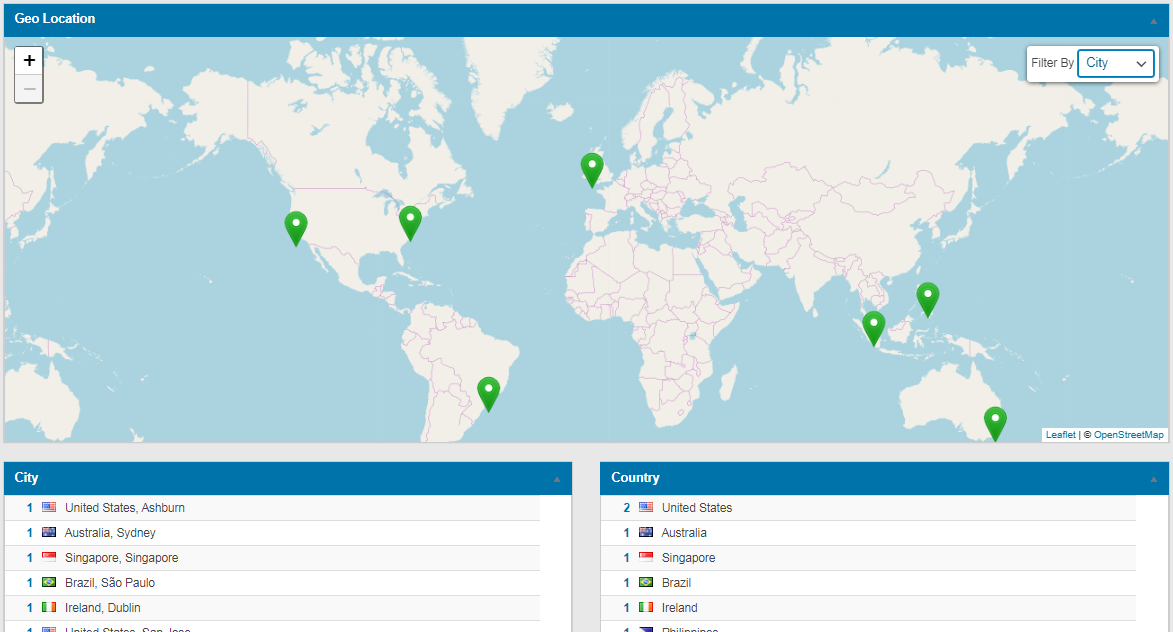 Geo Location
+
−
Filter By City
Leaflet | © OpenStreetMap
City
1 United States, Ashburn
1 Australia, Sydney
1 Singapore, Singapore
1 Brazil, São Paulo
1 Ireland, Dublin
1 United States, San Jose
Country
2 United States
1 Australia
1 Singapore
1 Brazil
1 Ireland
1 Philippines